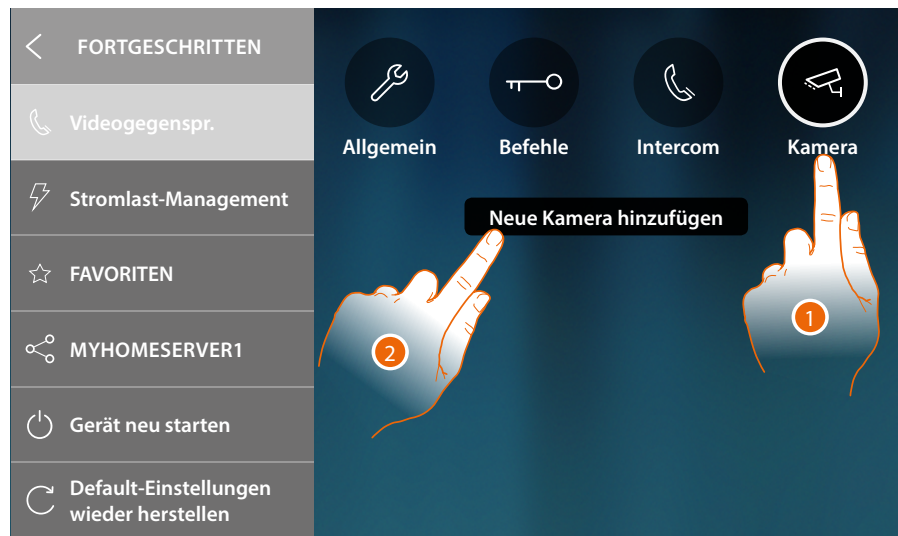 FORTGESCHRITTEN
Videogegenspr.
Stromlast-Management
FAVORITEN
MYHOMESERVER1
Gerät neu starten
Default-Einstellungen
wieder herstellen
Allgemein
Befehle
Intercom
Kamera
Neue Kamera hinzufügen
1
2